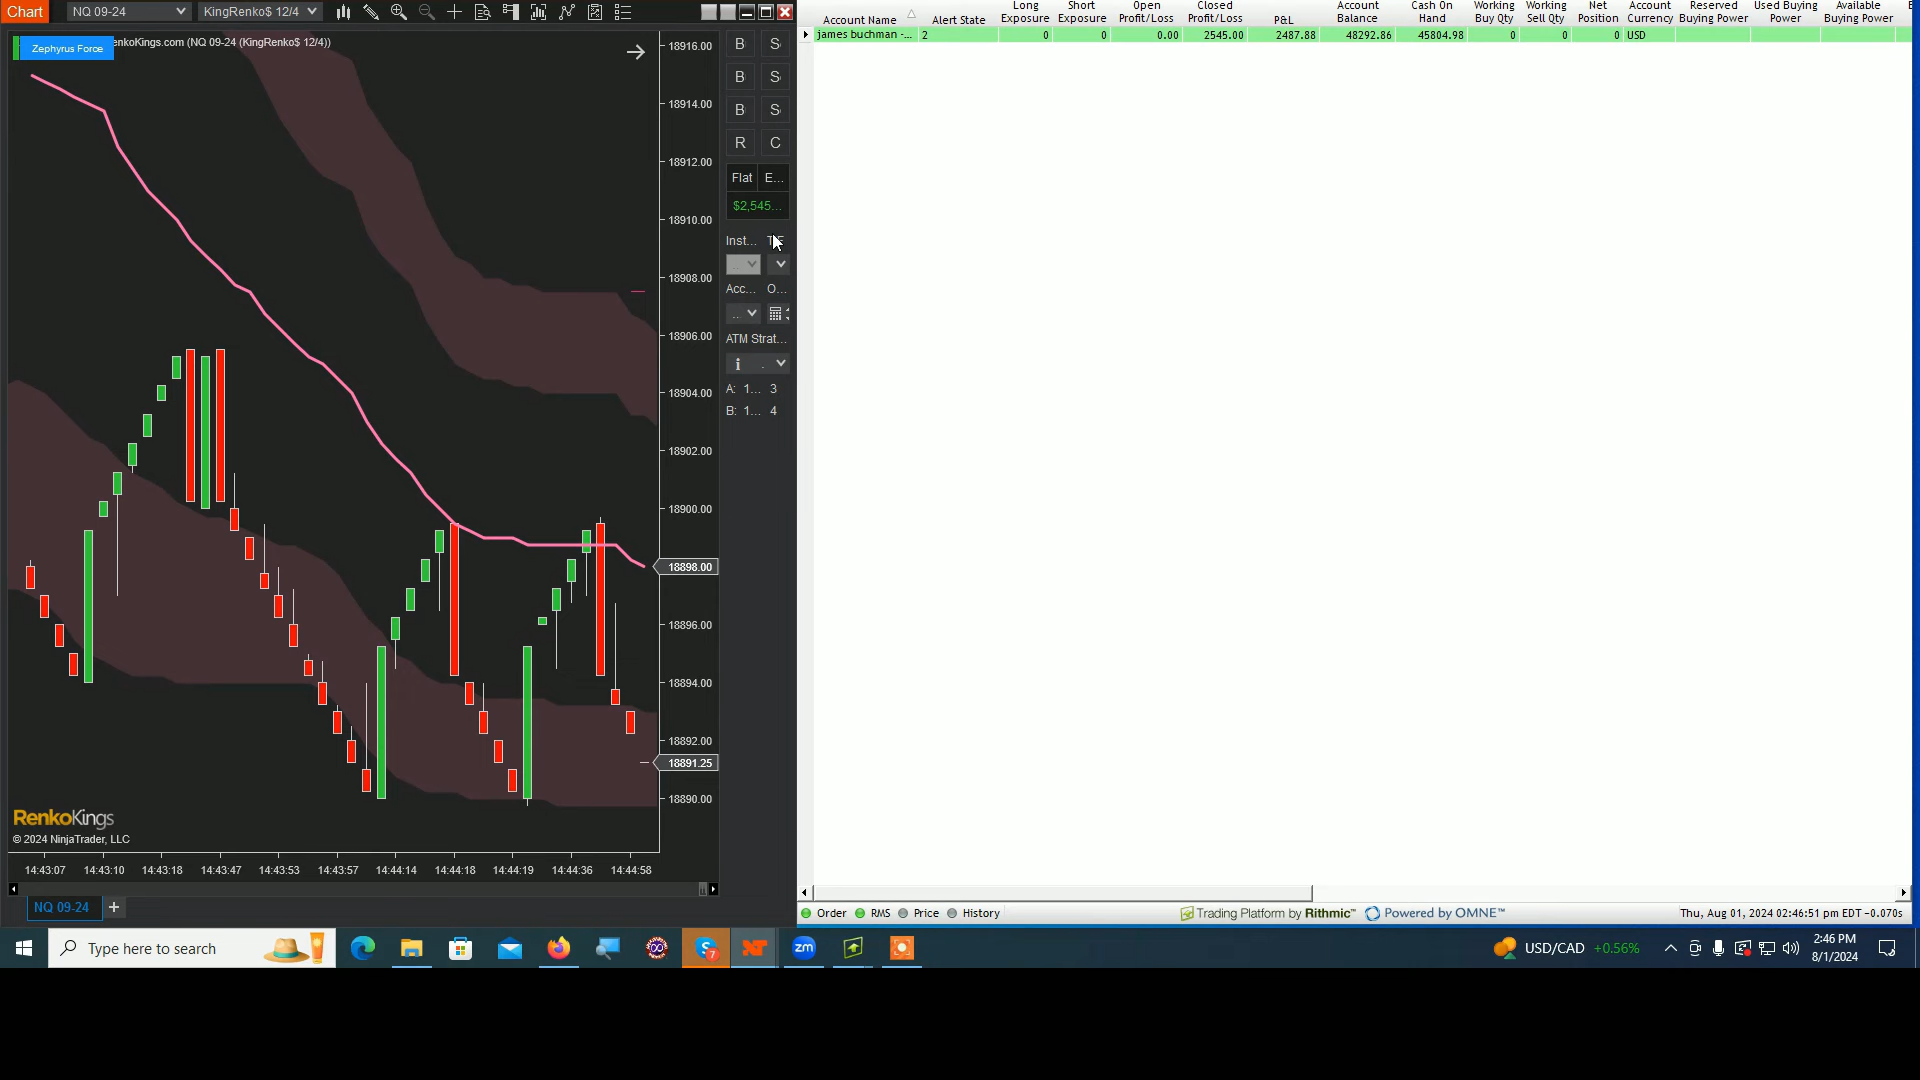 Chart NQ 09-24 KingRenko$ 12/4
Zephyrus Force enkoKings.com (NQ 09-24 (KingRenko$ 12/4))
18916.00
18914.00
18912.00
18910.00
18908.00
18906.00
18904.00
18902.00
18900.00
18898.00
18896.00
18894.00
18892.00
18891.25
18890.00
RenkoKings
© 2024 NinjaTrader, LLC
14:43:07 14:43:10 14:43:18 14:43:47 14:43:53 14:43:57 14:44:14 14:44:18 14:44:19 14:44:36 14:44:58
NQ 09-24 +
B S
B S
B S
R C
Flat E...
$2,545...
Inst...
Acc... O...
...
ATM Strat...
A: 1... 3
B: 1... 4
Account Name Alert State Long Exposure Short Exposure Open Profit/Loss Closed Profit/Loss P&L Account Balance Cash On Hand Working Buy Qty Working Sell Qty Net Position Account Currency Reserved Buying Power Used Buying Power Available Buying Power
james buchman -... 2 0 0 0.00 2545.00 2487.88 48292.86 45804.98 0 0 0 USD
Order RMS Price History Trading Platform by Rithmic™ Powered by OMNE™ Thu, Aug 01, 2024 02:46:51 pm EDT -0.070s
Type here to search 7 zm USD/CAD +0.56% 2:46 PM
8/1/2024